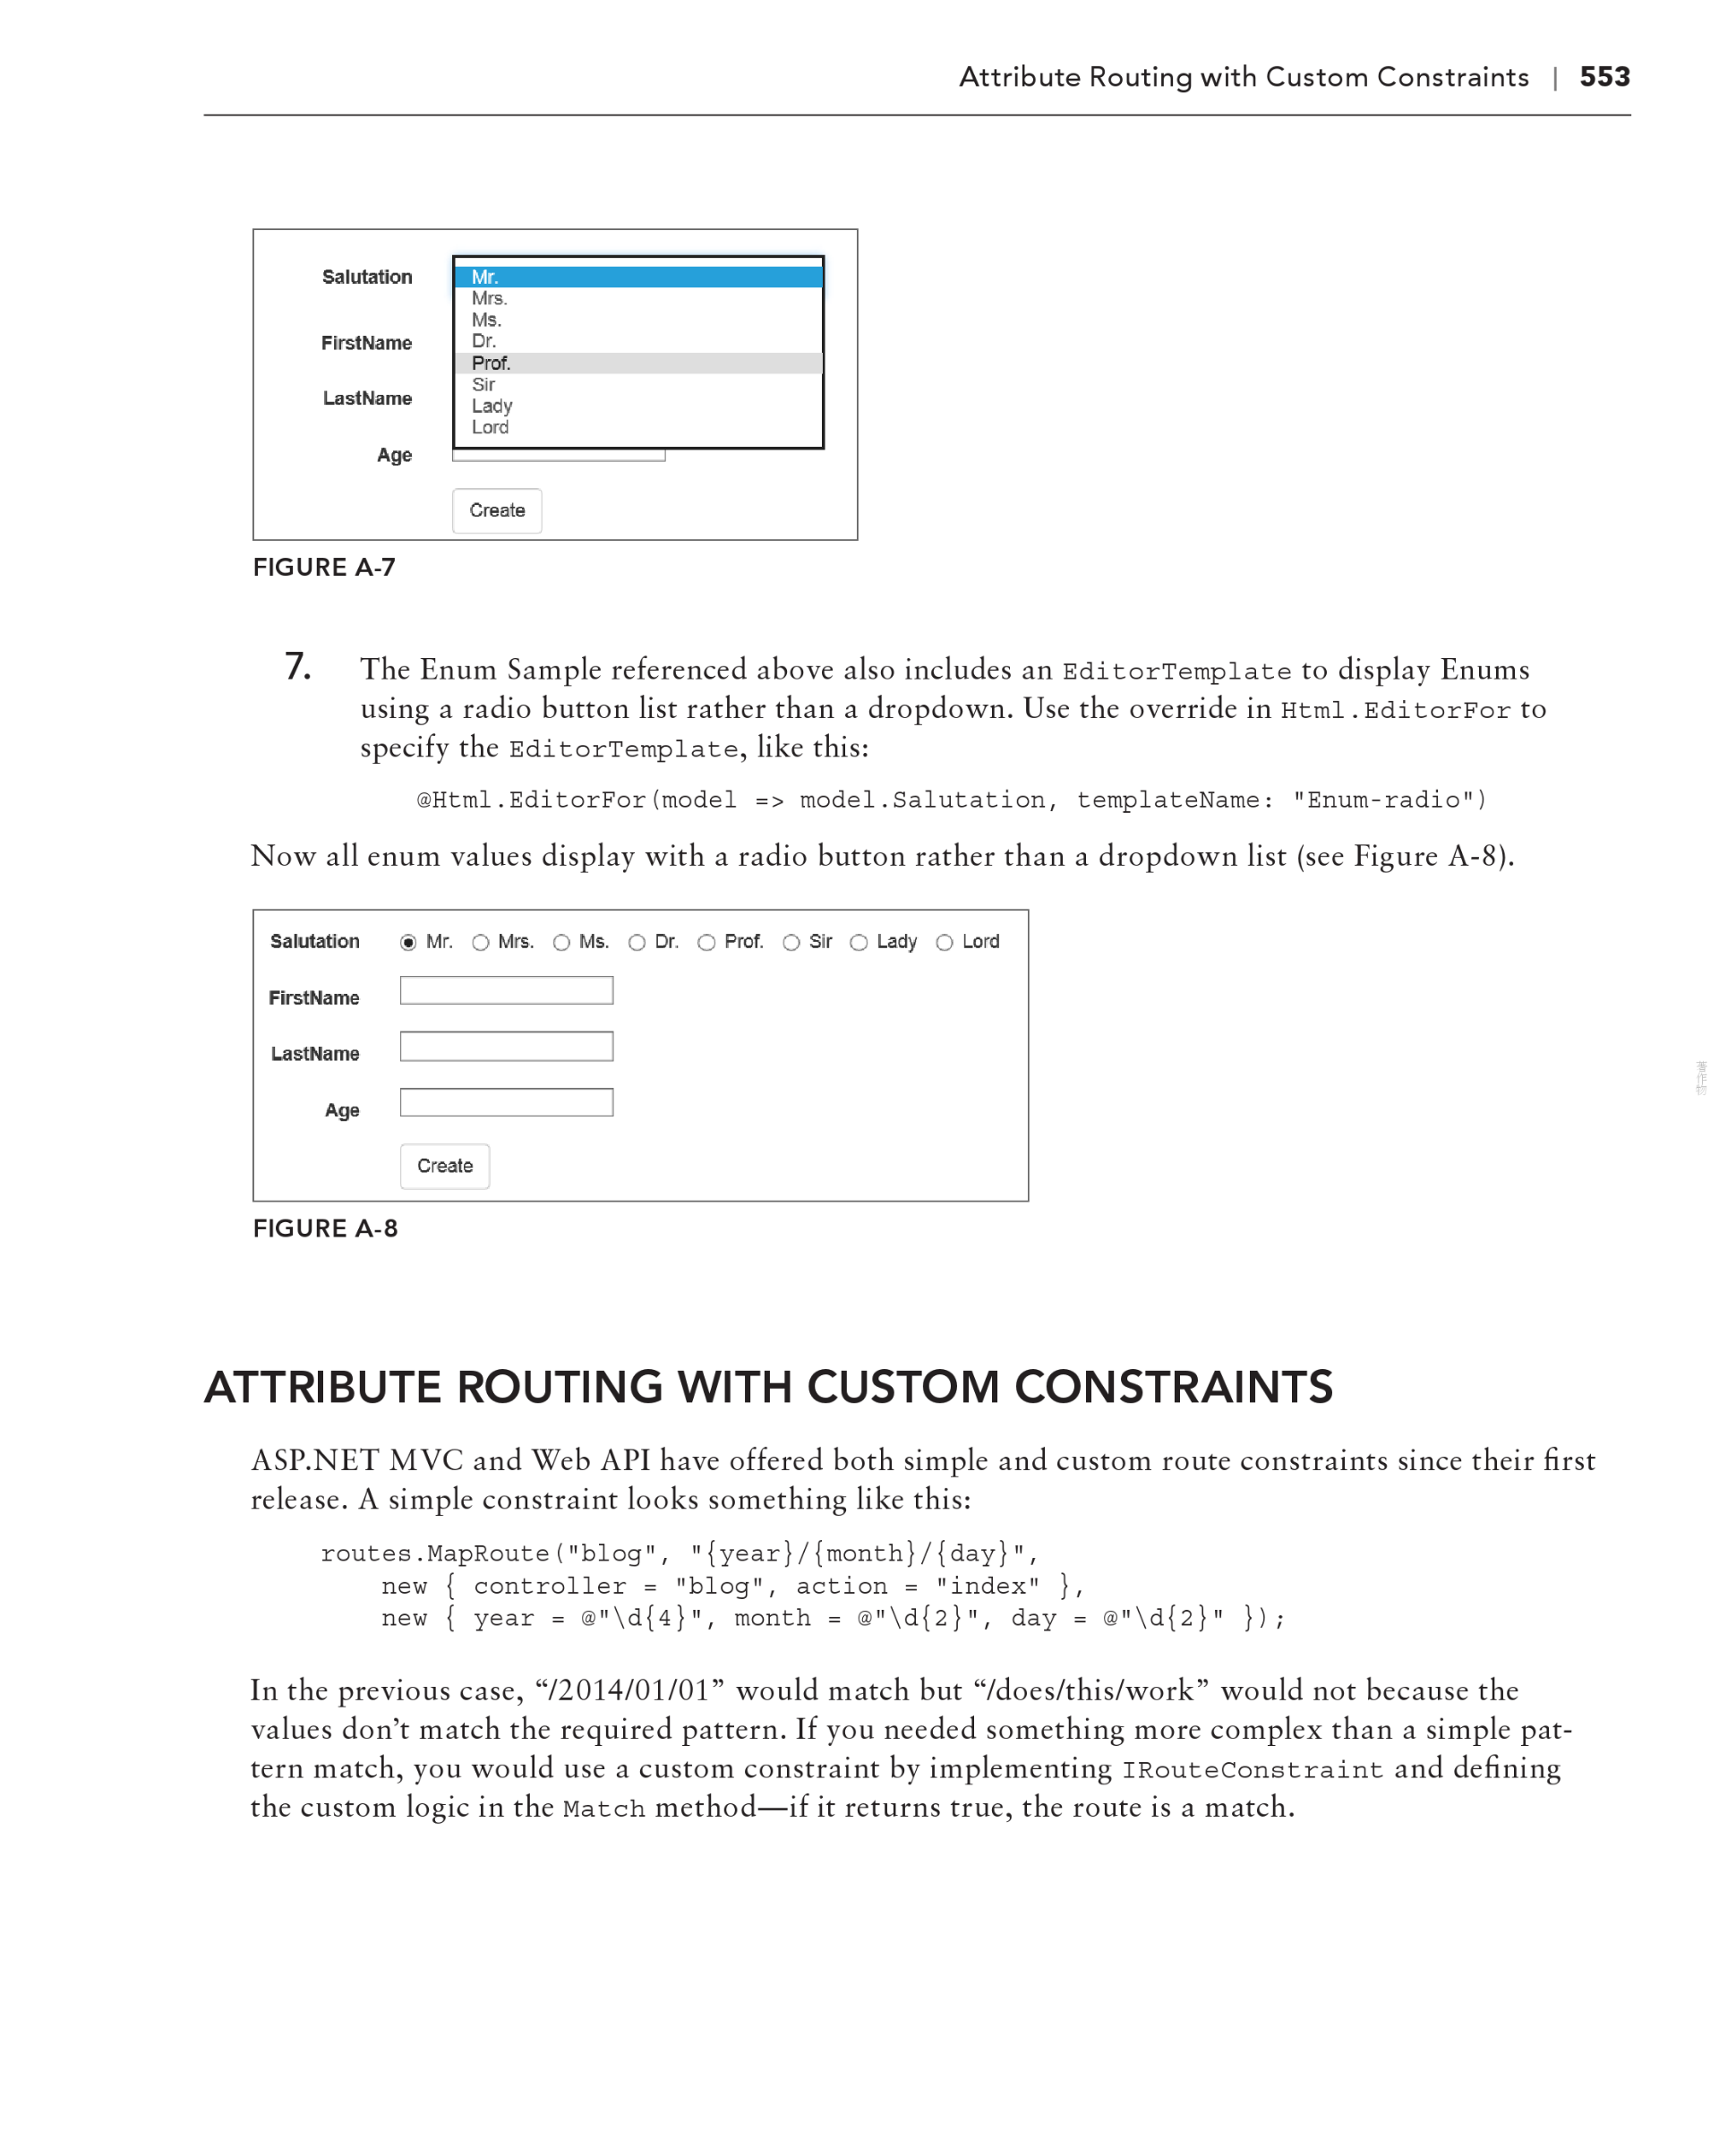 Attribute Routing with Custom Constraints | 553
Salutation
Mr.
Mrs.
Ms.
FirstName
Dr.
Prof.
Sir
LastName
Lady
Lord
Age
Create
FIGURE A-7
7. The Enum Sample referenced above also includes an EditorTemplate to display Enums
using a radio button list rather than a dropdown. Use the override in Html.EditorFor to
specify the EditorTemplate, like this:
@Html.EditorFor(model => model.Salutation, templateName: "Enum-radio")
Now all enum values display with a radio button rather than a dropdown list (see Figure A-8).
Salutation Mr. Mrs. Ms. Dr. Prof. Sir Lady Lord
FirstName
LastName
Age
Create
FIGURE A-8
ATTRIBUTE ROUTING WITH CUSTOM CONSTRAINTS
ASP.NET MVC and Web API have offered both simple and custom route constraints since their first
release. A simple constraint looks something like this:
routes.MapRoute("blog", "{year}/{month}/{day}",
new { controller = "blog", action = "index" },
new { year = @"\d{4}", month = @"\d{2}", day = @"\d{2}" });
In the previous case, “/2014/01/01” would match but “/does/this/work” would not because the
values don’t match the required pattern. If you needed something more complex than a simple pat-
tern match, you would use a custom constraint by implementing IRouteConstraint and defining
the custom logic in the Match method—if it returns true, the route is a match.
著作物